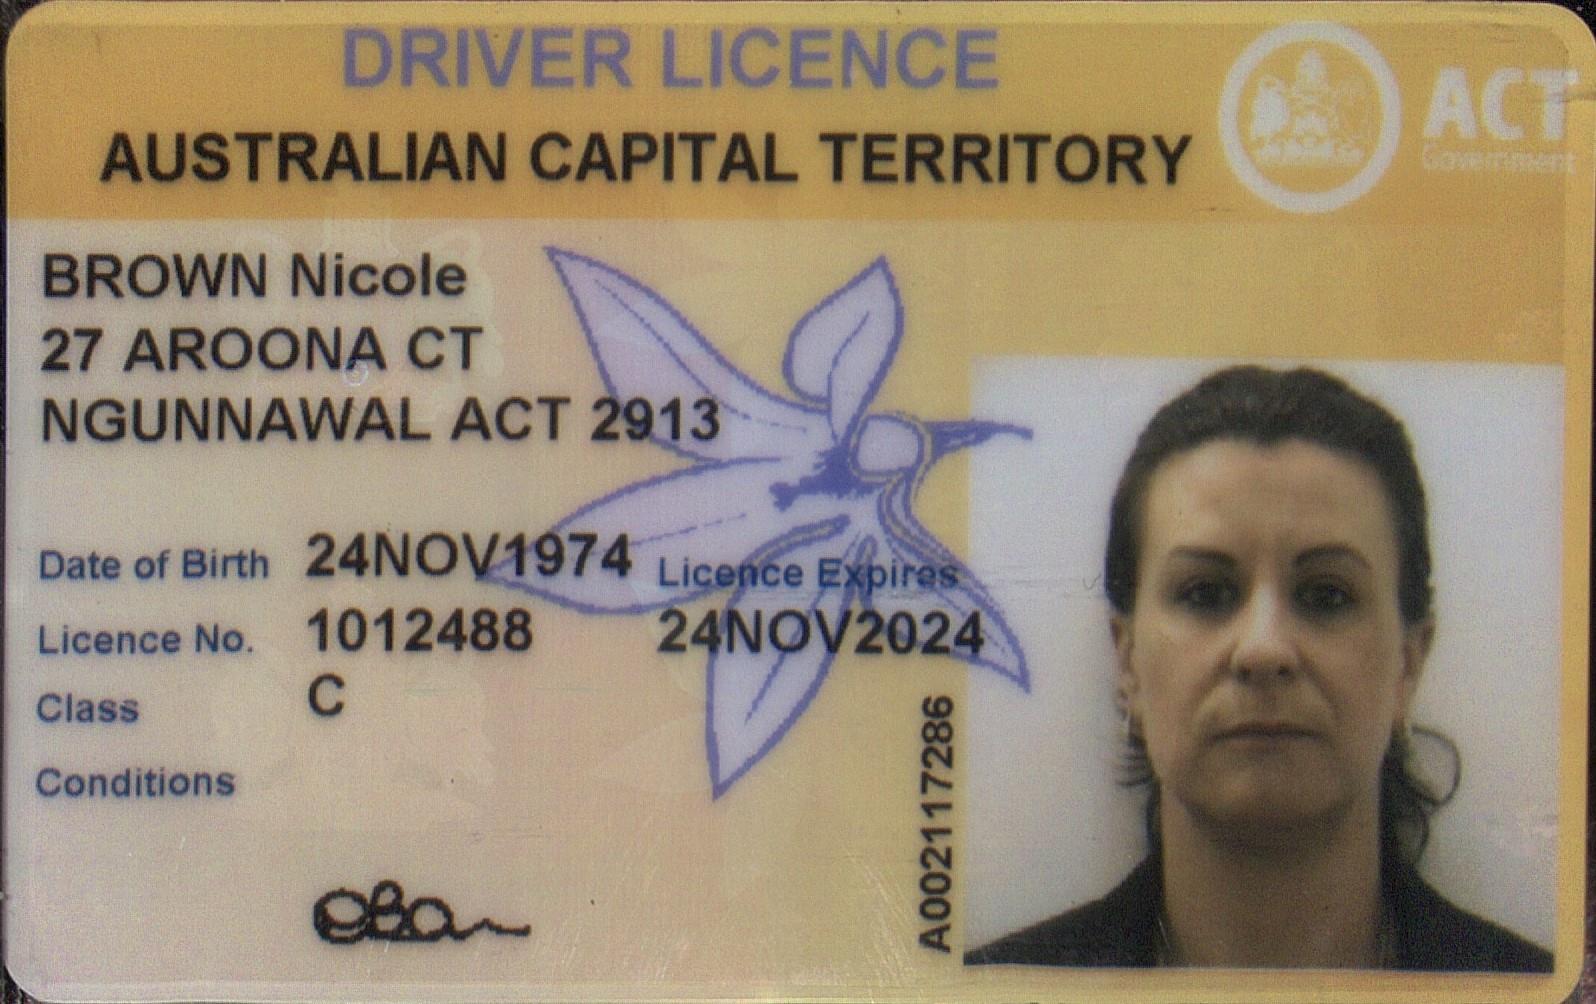 DRIVER LICENCE
AUSTRALIAN CAPITAL TERRITORY
ACT
Government
BROWN Nicole
27 AROONA CT
NGUNNAWAL ACT 2913
Date of Birth 24NOV1974 Licence Expires
Licence No. 1012488 24NOV2024
Class C
Conditions
A002117286